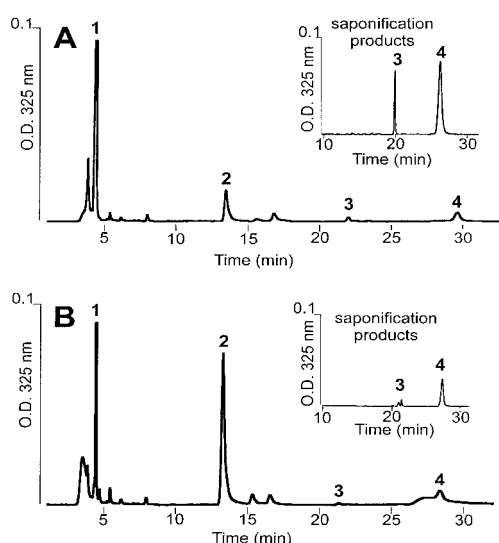 A
0.1
O.D. 325 nm
1
2
3
4
5 10 15 20 25 30
Time (min)
saponification
products
0.1
O.D. 325 nm
3
4
10 20 30
Time (min)
B
0.1
O.D. 325 nm
1
2
3
4
5 10 15 20 25 30
Time (min)
saponification
products
0.1
O.D. 325 nm
3
4
10 20 30
Time (min)